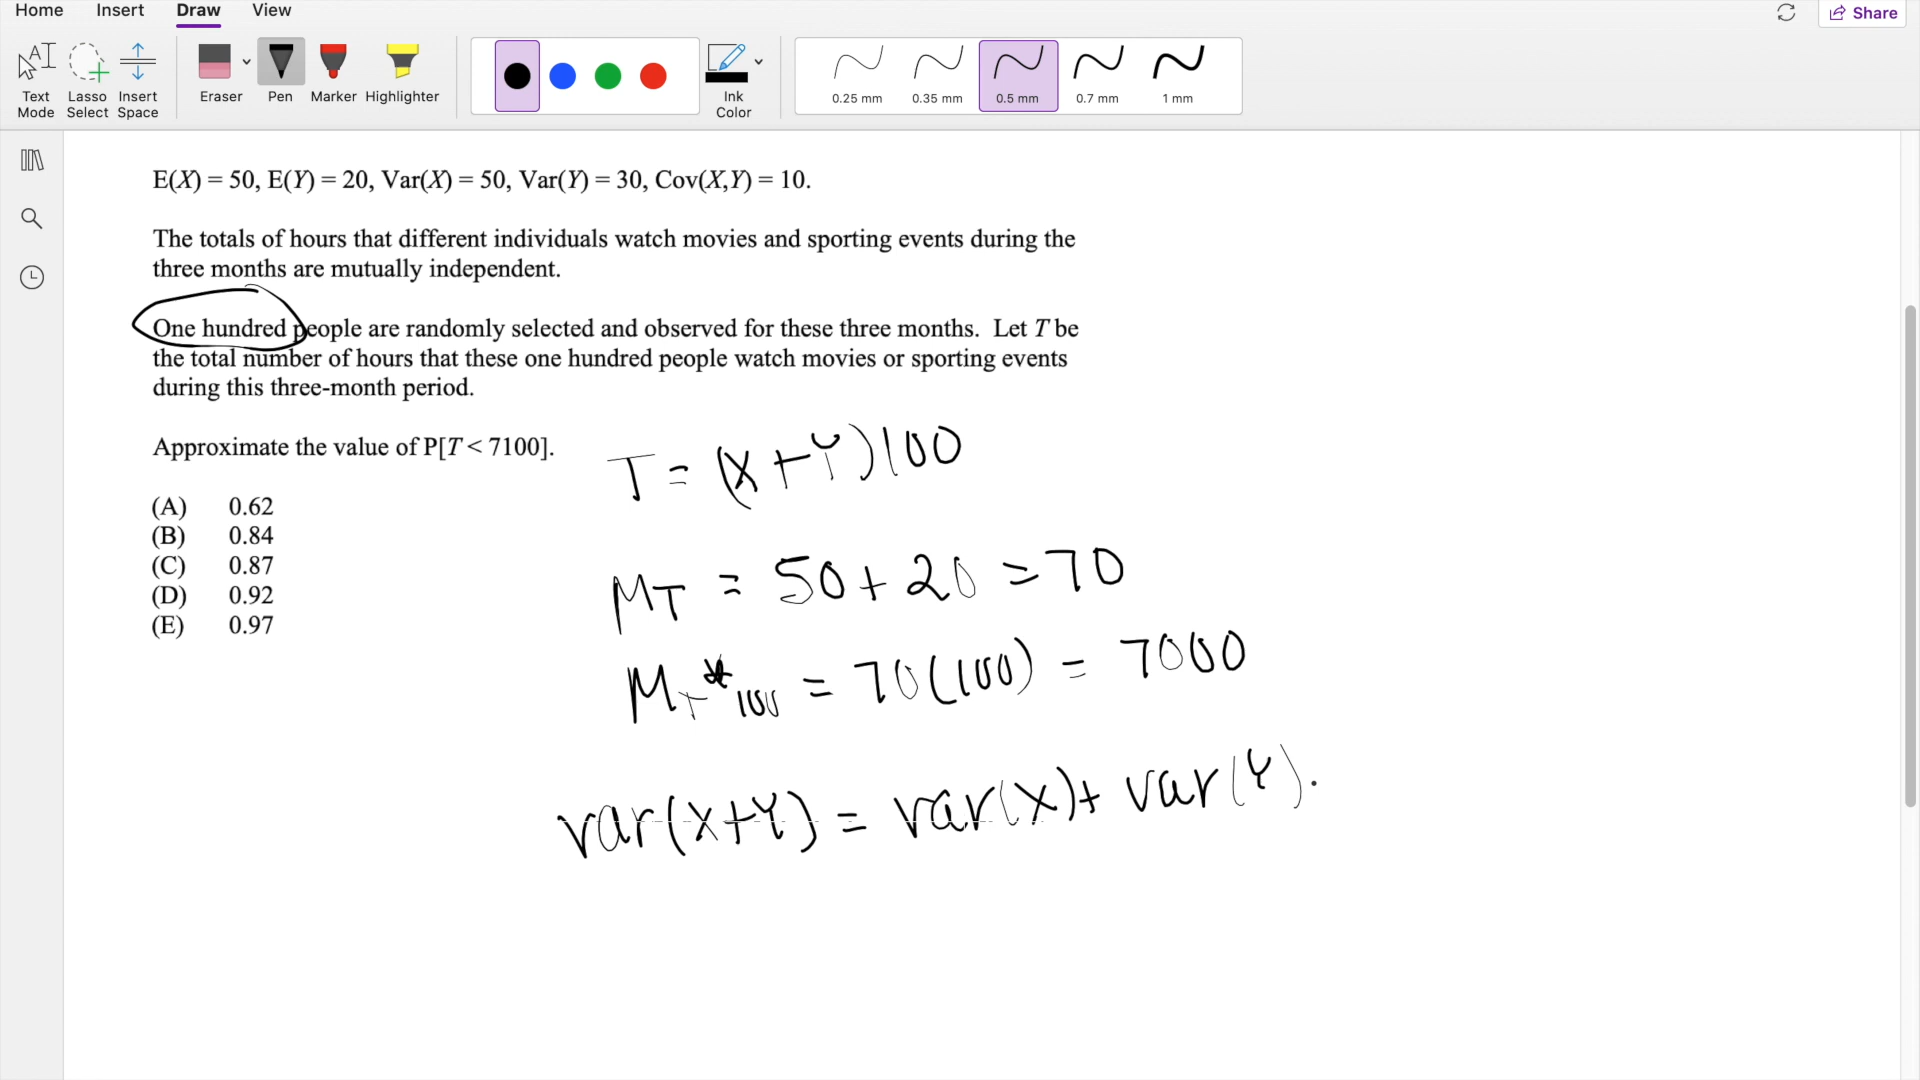 Home Insert Draw View Share
Text Mode Lasso Select Insert Space Eraser Pen Marker Highlighter Ink Color 0.25 mm 0.35 mm 0.5 mm 0.7 mm 1 mm
E(X) = 50, E(Y) = 20, Var(X) = 50, Var(Y) = 30, Cov(X,Y) = 10.
The totals of hours that different individuals watch movies and sporting events during the
three months are mutually independent.
One hundred people are randomly selected and observed for these three months. Let T be
the total number of hours that these one hundred people watch movies or sporting events
during this three-month period.
Approximate the value of P[T < 7100].
(A) 0.62
(B) 0.84
(C) 0.87
(D) 0.92
(E) 0.97
T = (X+Y)100
MT = 50 + 20 = 70
MT*100 = 70(100) = 7000
var(X+Y) = var(X)+ var(Y).